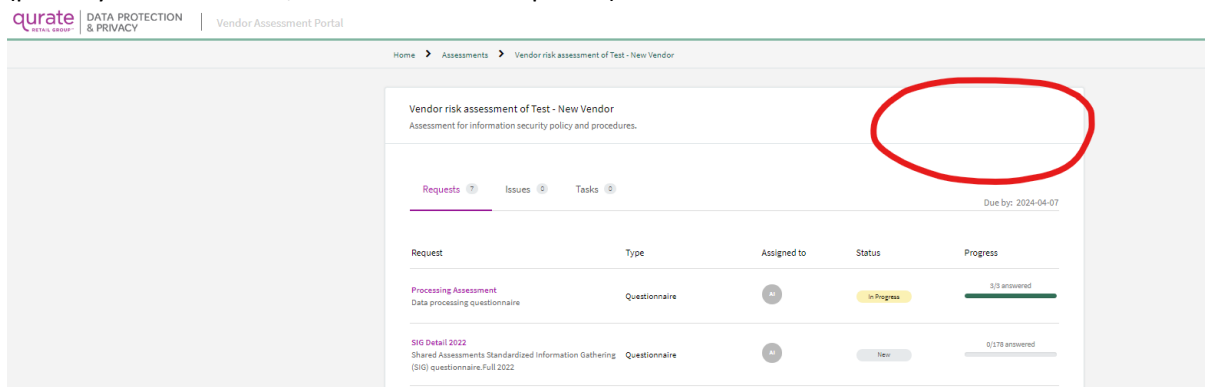 qurate
RETAIL GROUP
DATA PROTECTION
& PRIVACY
Vendor Assessment Portal
Home > Assessments > Vendor risk assessment of Test - New Vendor
Vendor risk assessment of Test - New Vendor
Assessment for information security policy and procedures.
Requests 7 Issues 0 Tasks 0
Due by: 2024-04-07
Request Type Assigned to Status Progress
Processing Assessment
Data processing questionnaire
Questionnaire
AI
In Progress
3/3 answered
SIG Detail 2022
Shared Assessments Standardized Information Gathering
(SIG) questionnaire.Full 2022
Questionnaire
AI
New
0/178 answered